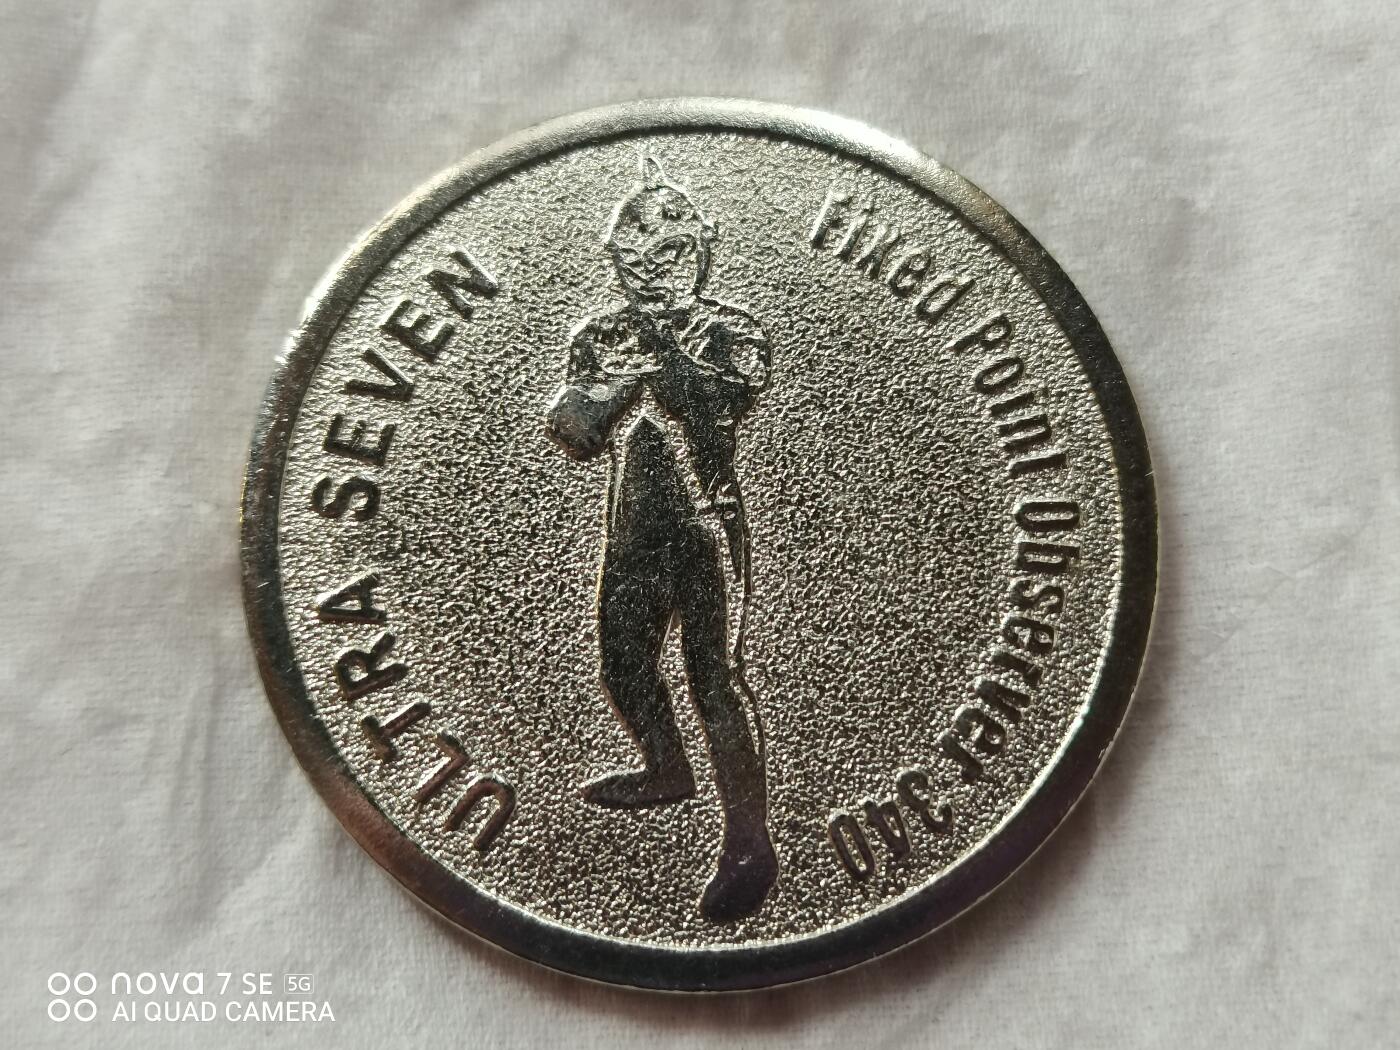 ULTRA SEVEN
Fixed point Observer 340
nova 7 SE 5G
AI QUAD CAMERA